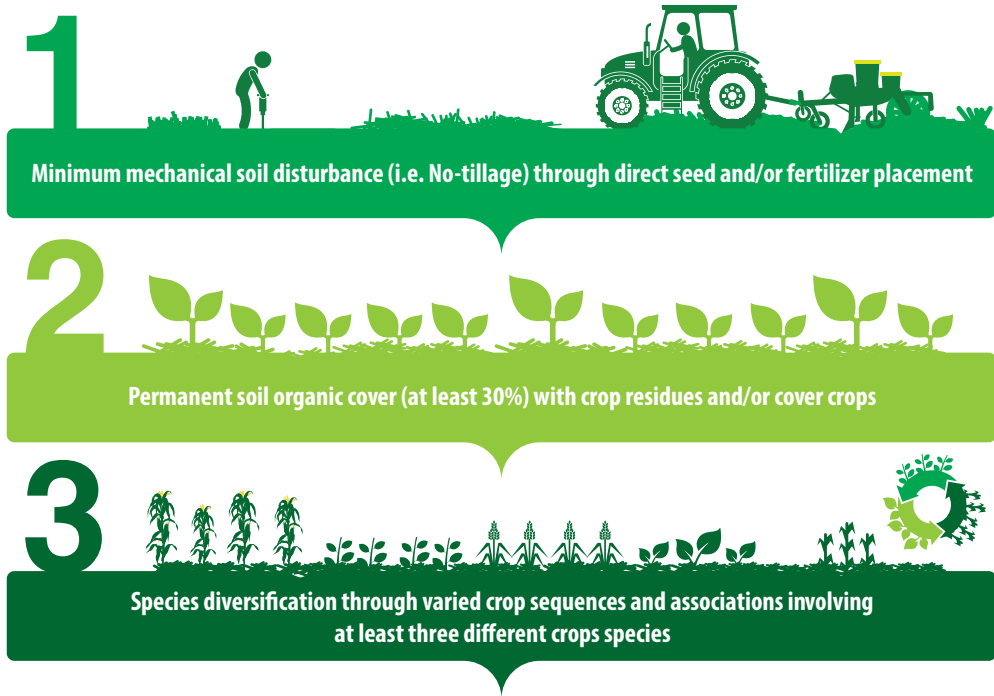 1
Minimum mechanical soil disturbance (i.e. No-tillage) through direct seed and/or fertilizer placement
2
Permanent soil organic cover (at least 30%) with crop residues and/or cover crops
3
Species diversification through varied crop sequences and associations involving
at least three different crops species